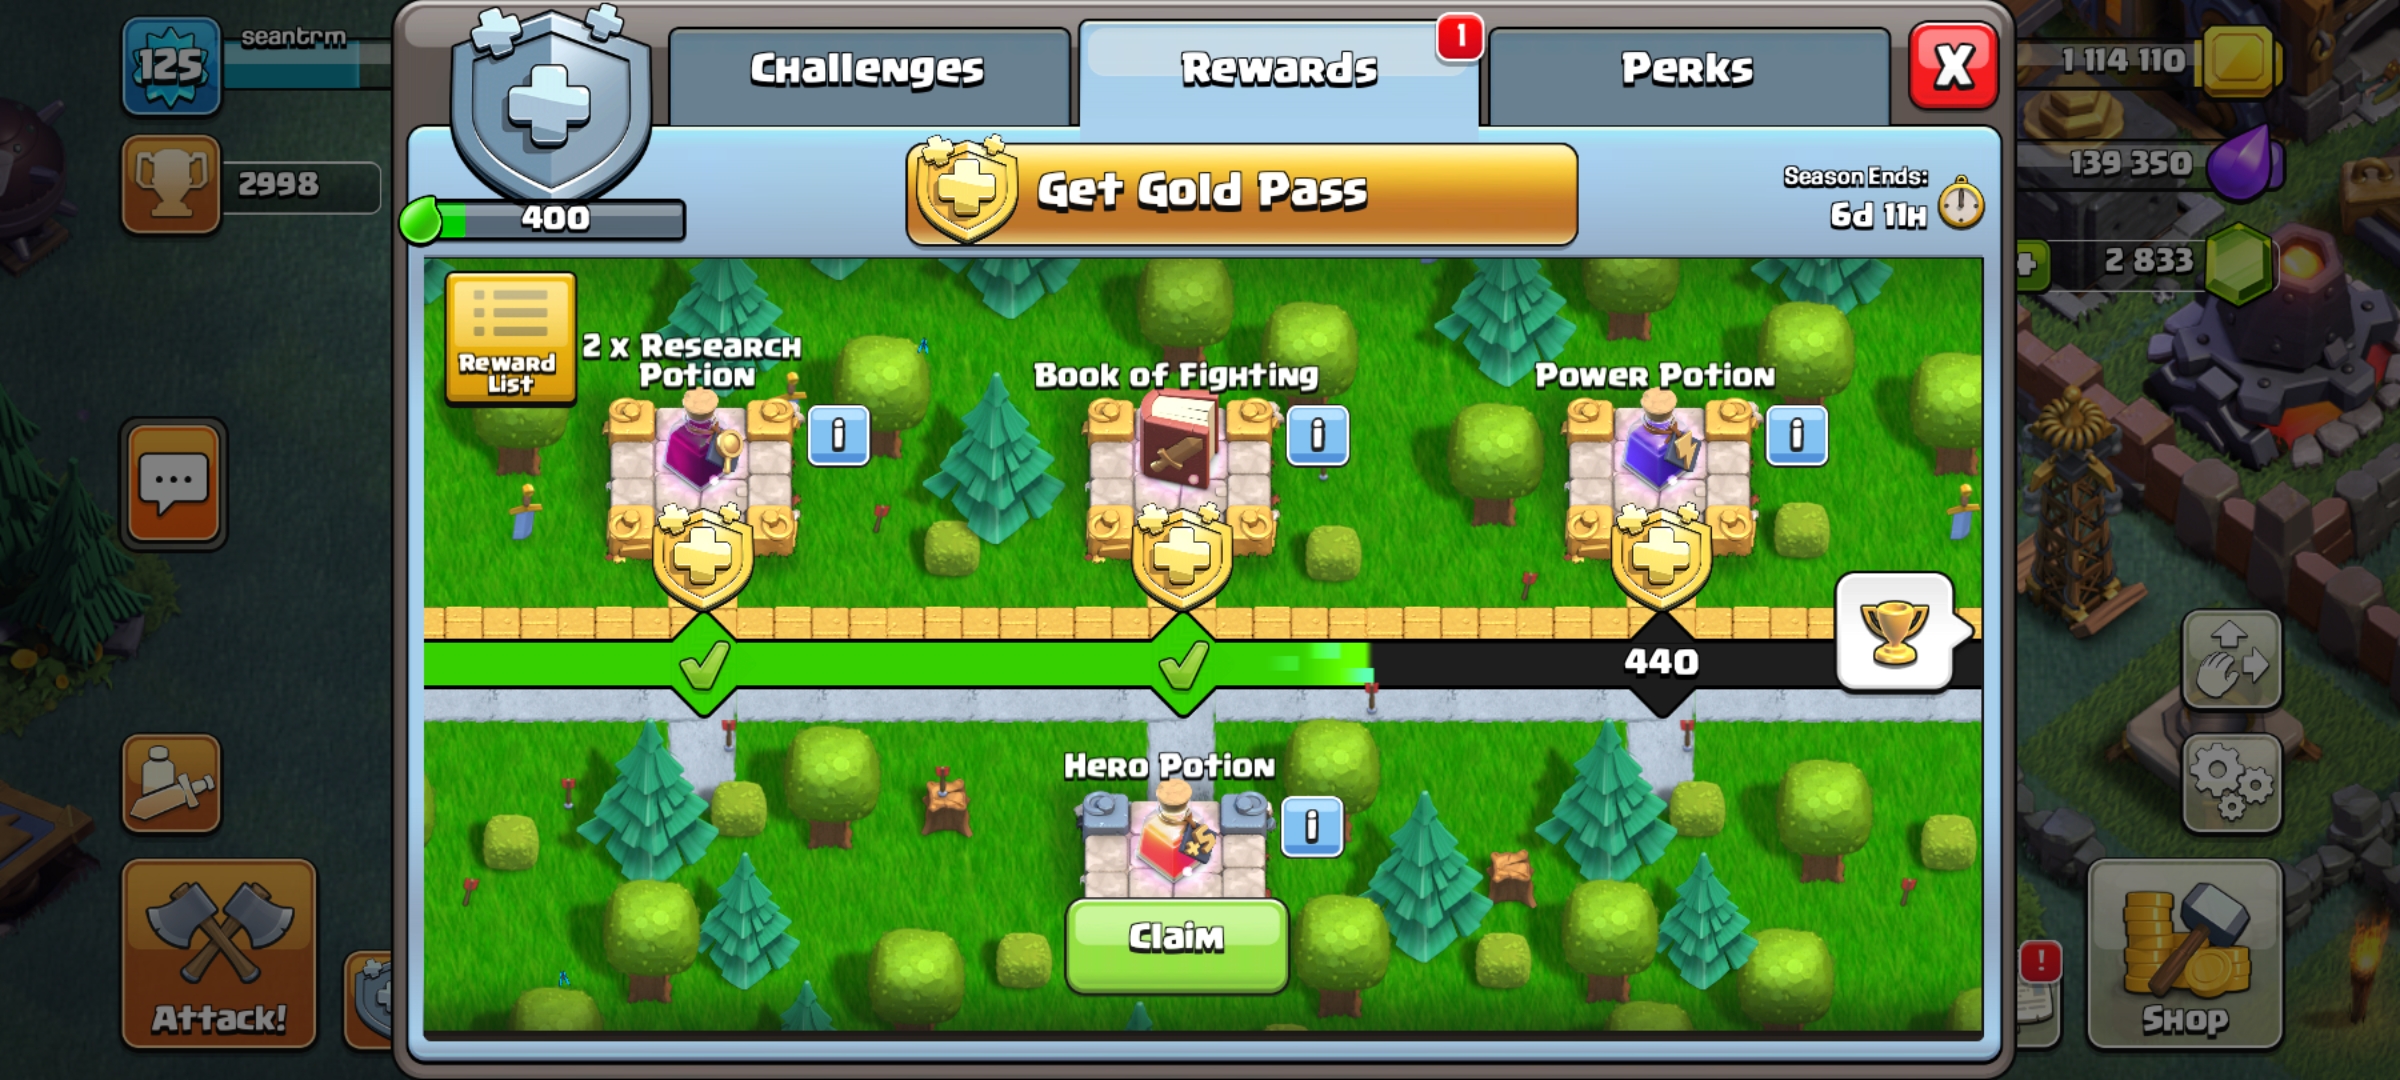 125
seantrm
Challenges
Rewards
1
Perks
X
1 114 110
2998
Get Gold Pass
Season Ends:
6d 11h
139 350
400
2 833
Reward
List
2 x Research
Potion
i
Book of Fighting
i
Power Potion
i
440
Hero Potion
x5
i
Claim
Attack!
!
Shop